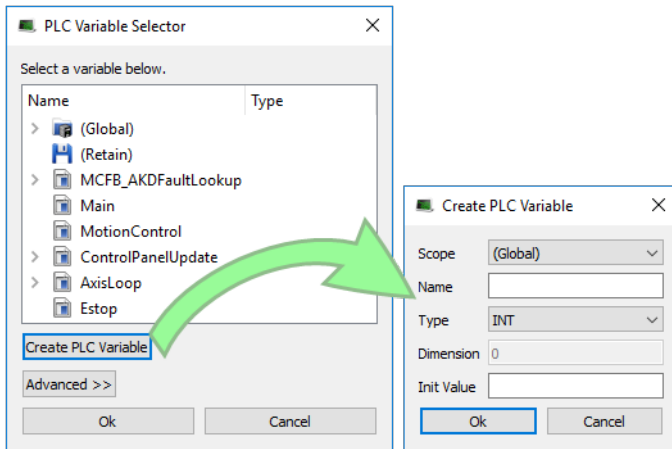 PLC Variable Selector
Select a variable below.
Name Type
(Global)
(Retain)
MCFB_AKDFaultLookup
Main
MotionControl
ControlPanelUpdate
AxisLoop
Estop
Create PLC Variable
Advanced >>
Ok Cancel
Create PLC Variable
Scope (Global)
Name
Type INT
Dimension 0
Init Value
Ok Cancel